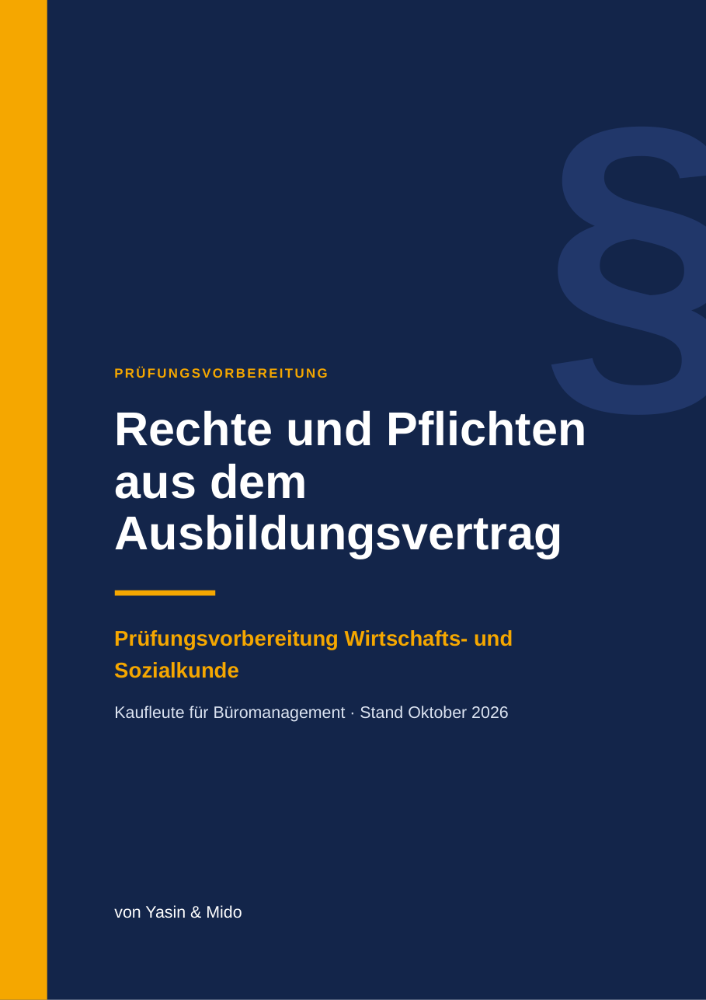 §
PRÜFUNGSVORBEREITUNG
Rechte und Pflichten
aus dem
Ausbildungsvertrag
Prüfungsvorbereitung Wirtschafts- und
Sozialkunde
Kaufleute für Büromanagement · Stand Oktober 2026
von Yasin & Mido